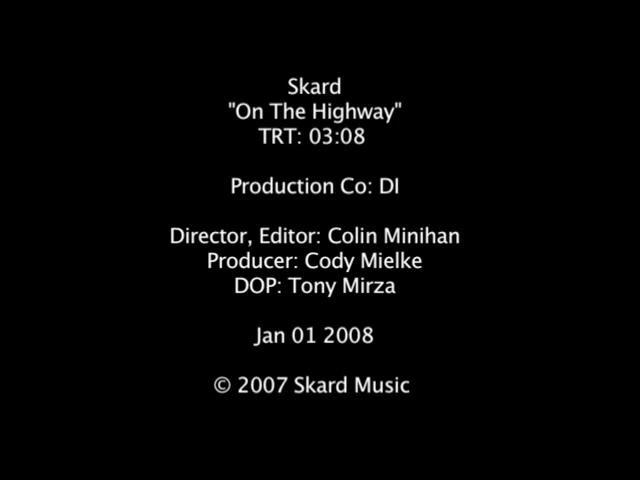 Skard
"On The Highway"
TRT: 03:08
Production Co: DI
Director, Editor: Colin Minihan
Producer: Cody Mielke
DOP: Tony Mirza
Jan 01 2008
© 2007 Skard Music